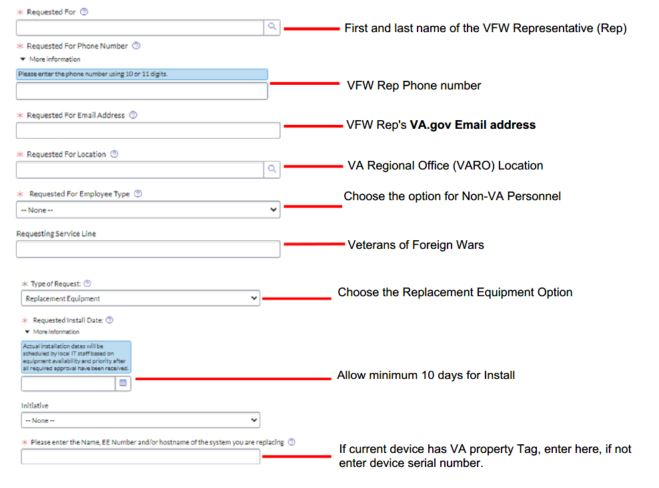 * Requested For
First and last name of the VFW Representative (Rep)
* Requested For Phone Number
▼ More information
Please enter the phone number using 10 or 11 digits.
VFW Rep Phone number
* Requested For Email Address
VFW Rep's VA.gov Email address
* Requested For Location
VA Regional Office (VARO) Location
* Requested For Employee Type
Choose the option for Non-VA Personnel
-- None --
Requesting Service Line
Veterans of Foreign Wars
* Type of Request:
Choose the Replacement Equipment Option
Replacement Equipment
* Requested Install Date:
▼ More information
Actual installation dates will be
scheduled by local IT staff based on
equipment availability and priority after
all required approval have been received.
Allow minimum 10 days for Install
Initiative
-- None --
* Please enter the Name, EE Number and/or hostname of the system you are replacing
If current device has VA property Tag, enter here, if not
enter device serial number.